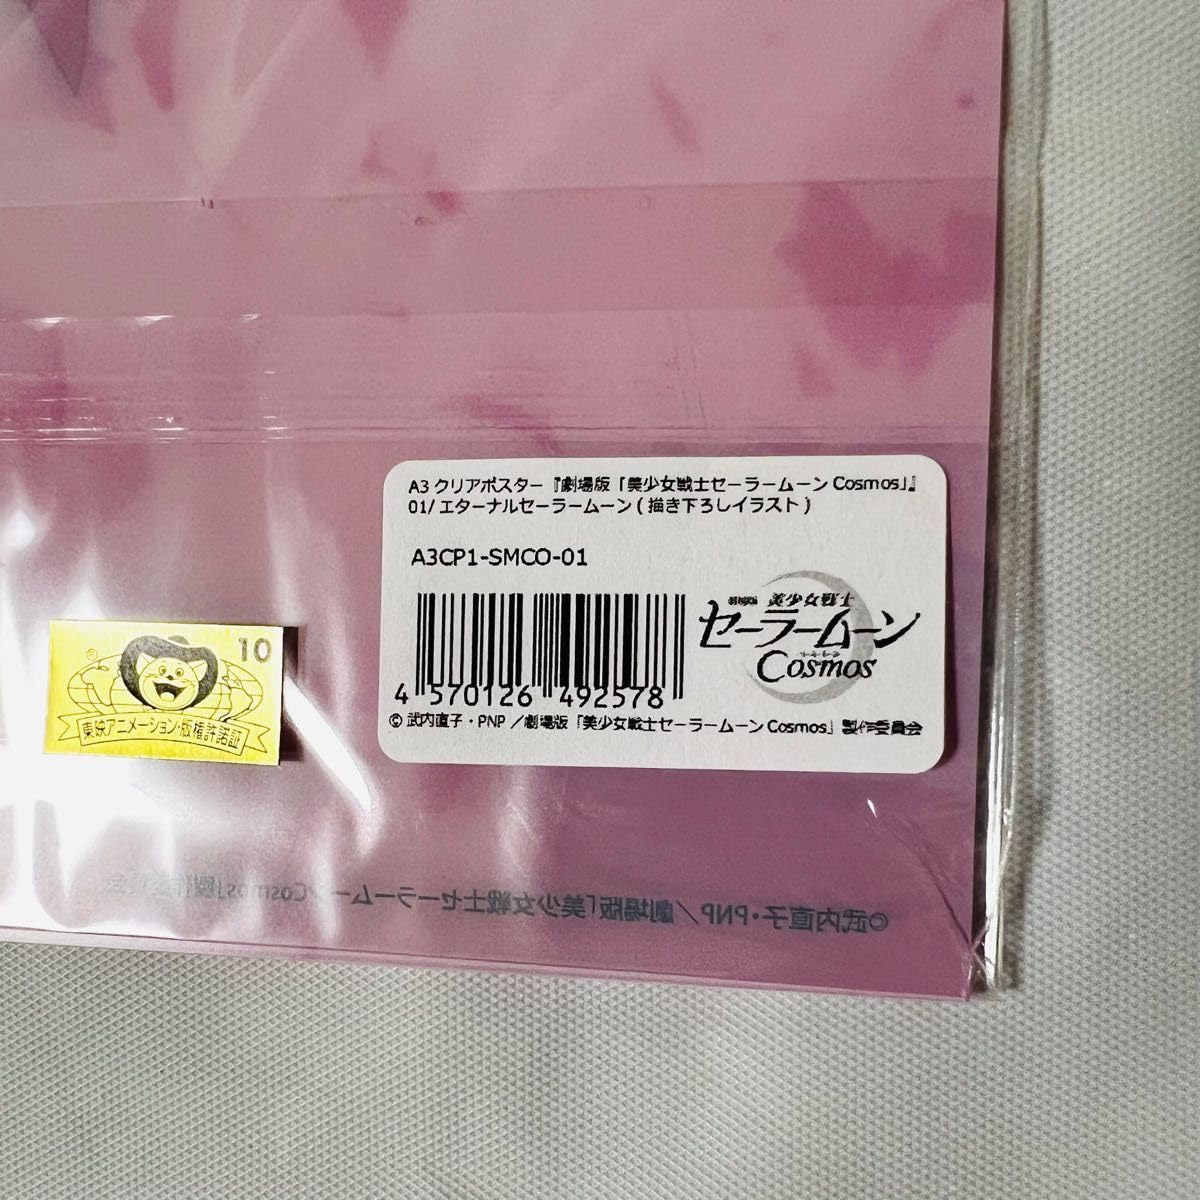 A3 クリアポスター『劇場版「美少女戦士セーラームーン Cosmos」』
01/ エターナルセーラームーン ( 描き下ろしイラスト )
A3CP1-SMCO-01
劇場版 美少女戦士
セーラームーン
Cosmos
4 570126 492578
© 武内直子・PNP ／劇場版「美少女戦士セーラームーン Cosmos」製作委員会
10
東映アニメーション・版権許諾証
©武内直子・PNP／劇場版「美少女戦士セーラームーンCosmos」製作委員会